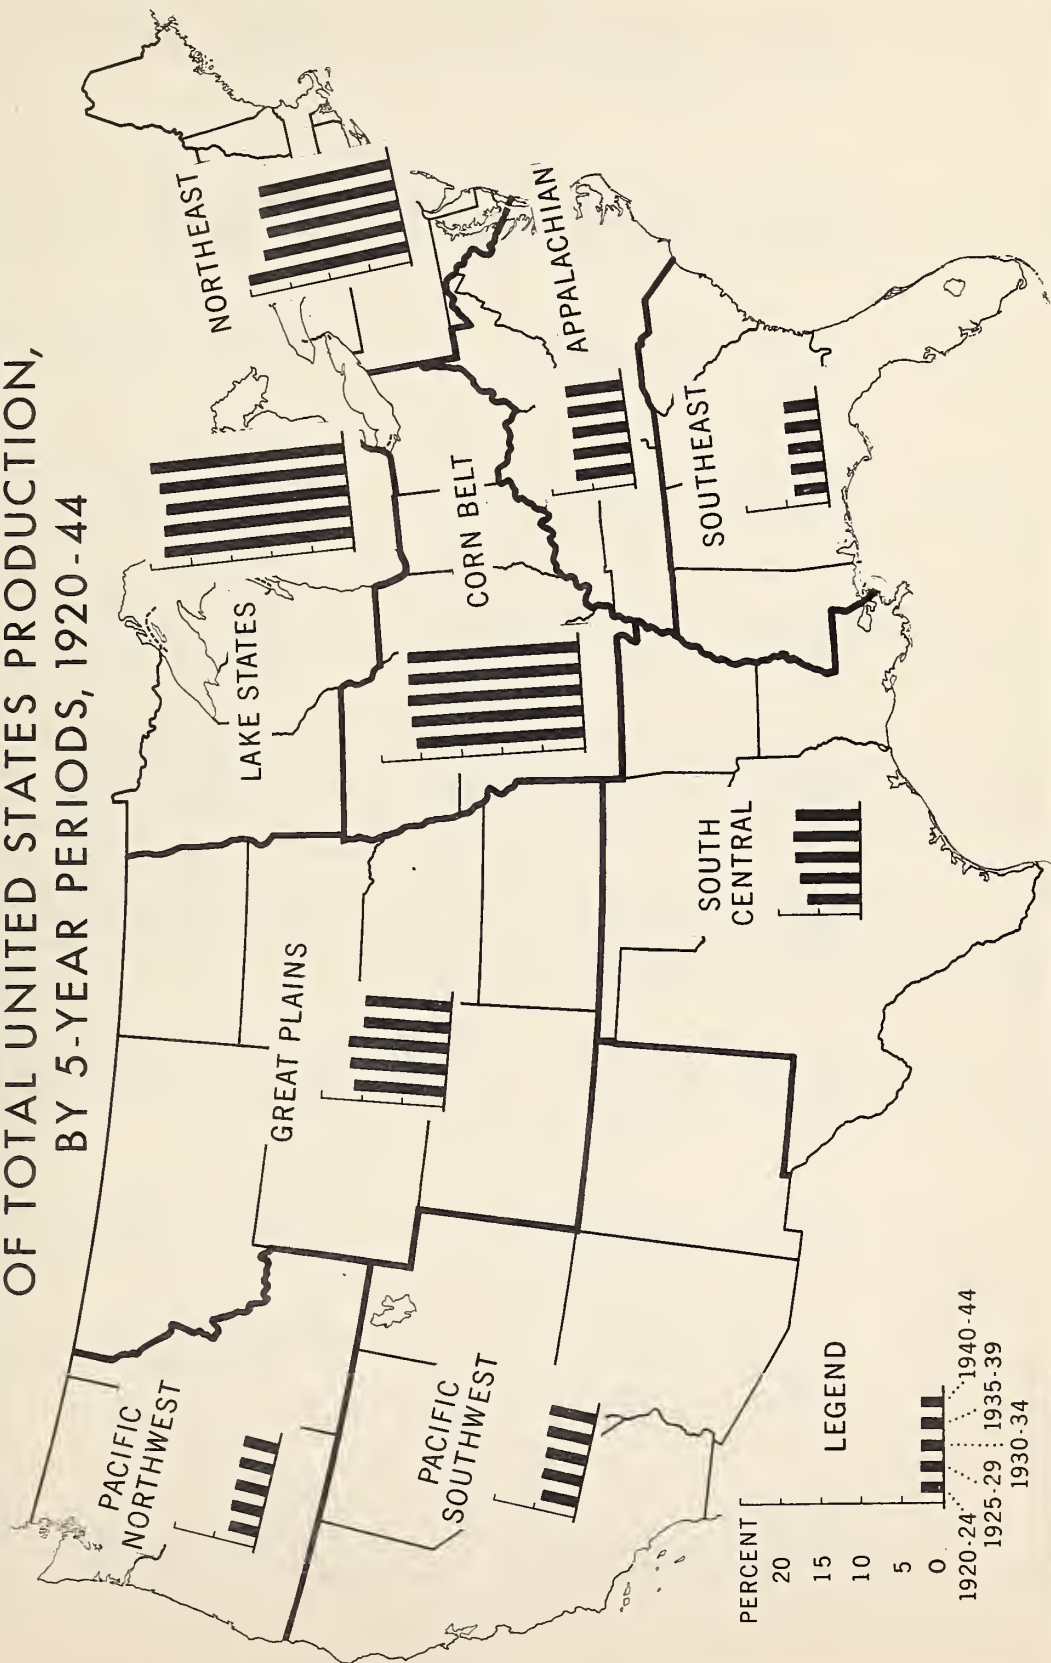 OF TOTAL UNITED STATES PRODUCTION,
BY 5-YEAR PERIODS, 1920-44
PACIFIC
NORTHWEST
GREAT PLAINS
LAKE STATES
NORTHEAST
PACIFIC
SOUTHWEST
CORN BELT
APPALACHIAN
SOUTH
CENTRAL
SOUTHEAST
LEGEND
PERCENT
20
15
10
5
0
1920-24
1925-29
1930-34
1935-39
1940-44